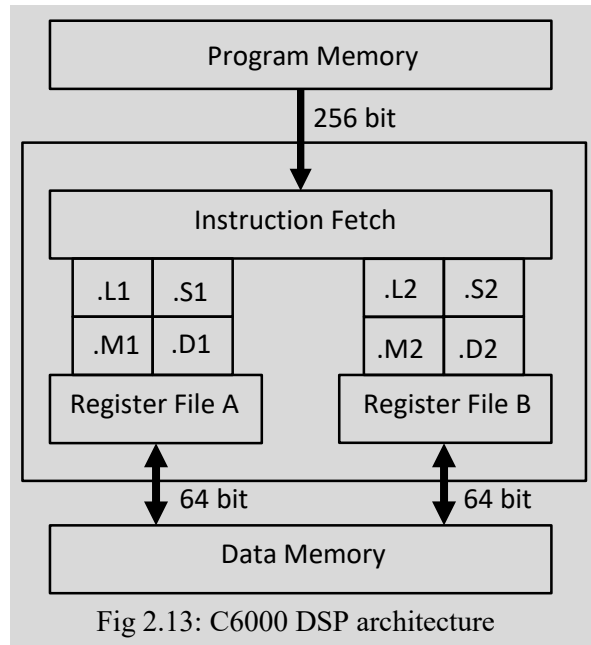 Program Memory
256 bit
Instruction Fetch
.L1 .S1 .L2 .S2
.M1 .D1 .M2 .D2
Register File A Register File B
64 bit 64 bit
Data Memory
Fig 2.13: C6000 DSP architecture